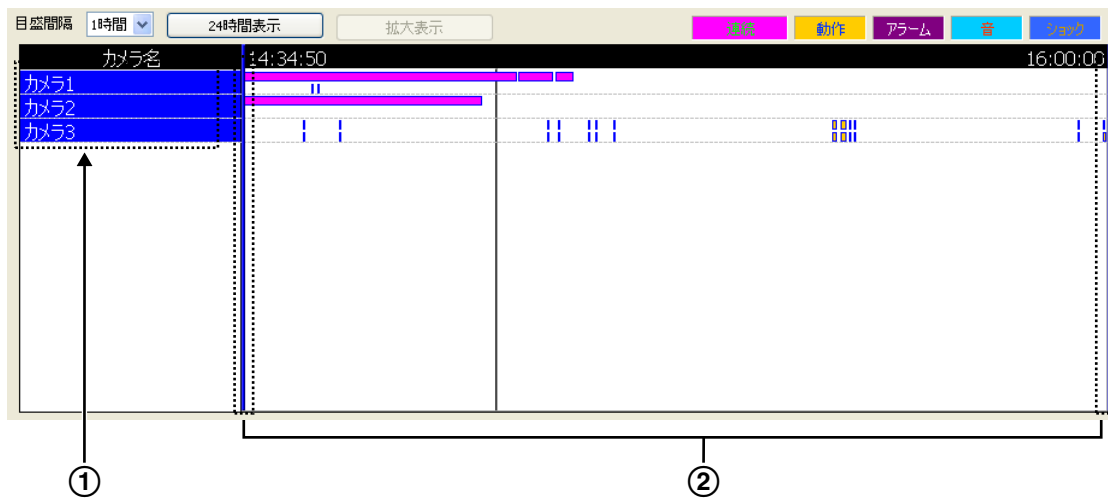 目盛間隔 1時間 24時間表示 拡大表示 連続 動作 アラーム 音 ショック
カメラ名 14:34:50 16:00:00
カメラ1
カメラ2
カメラ3
① ②